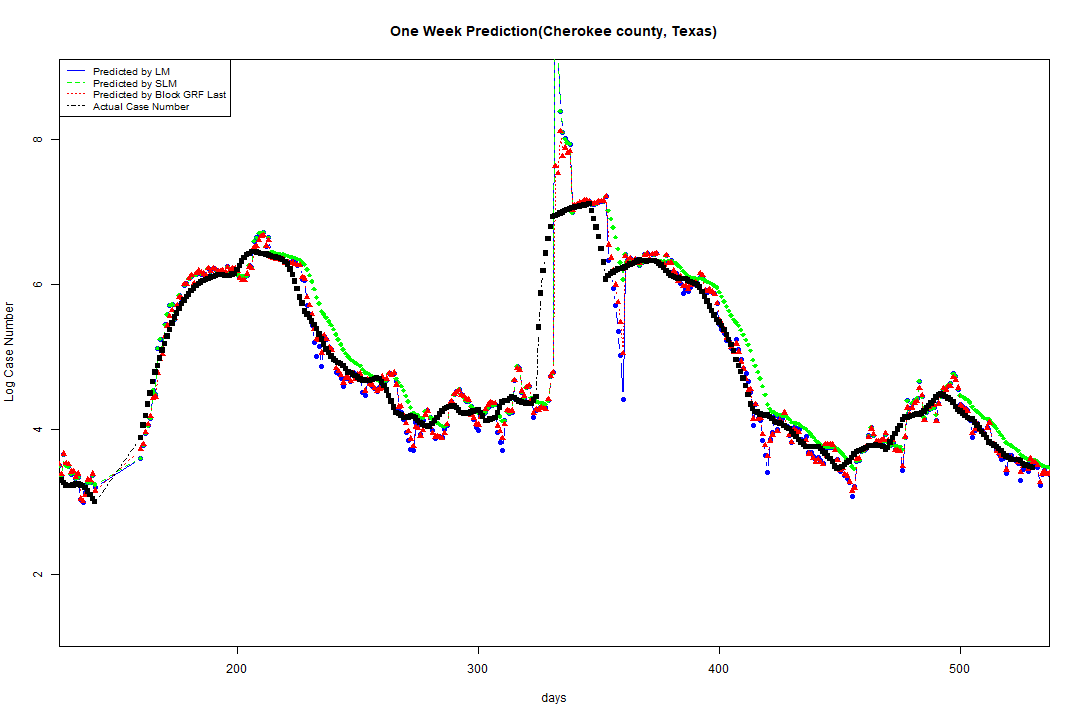 One Week Prediction(Cherokee county, Texas)
Predicted by LM
Predicted by SLM
Predicted by Block GRF Last
Actual Case Number
8
6
4
2
Log Case Number
200
300
400
500
days